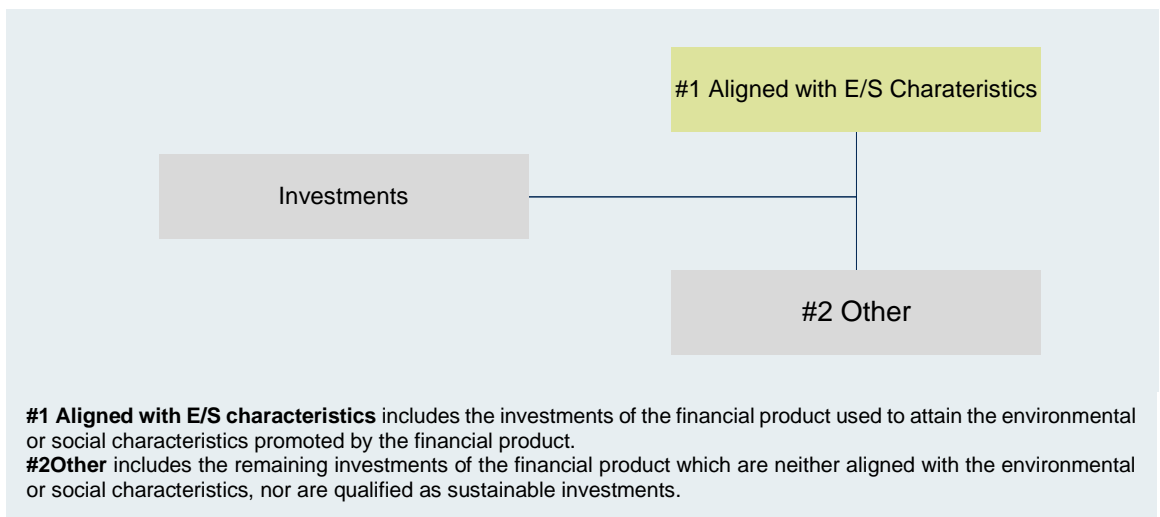 #1 Aligned with E/S Charateristics
Investments
#2 Other
#1 Aligned with E/S characteristics includes the investments of the financial product used to attain the environmental
or social characteristics promoted by the financial product.
#2Other includes the remaining investments of the financial product which are neither aligned with the environmental
or social characteristics, nor are qualified as sustainable investments.